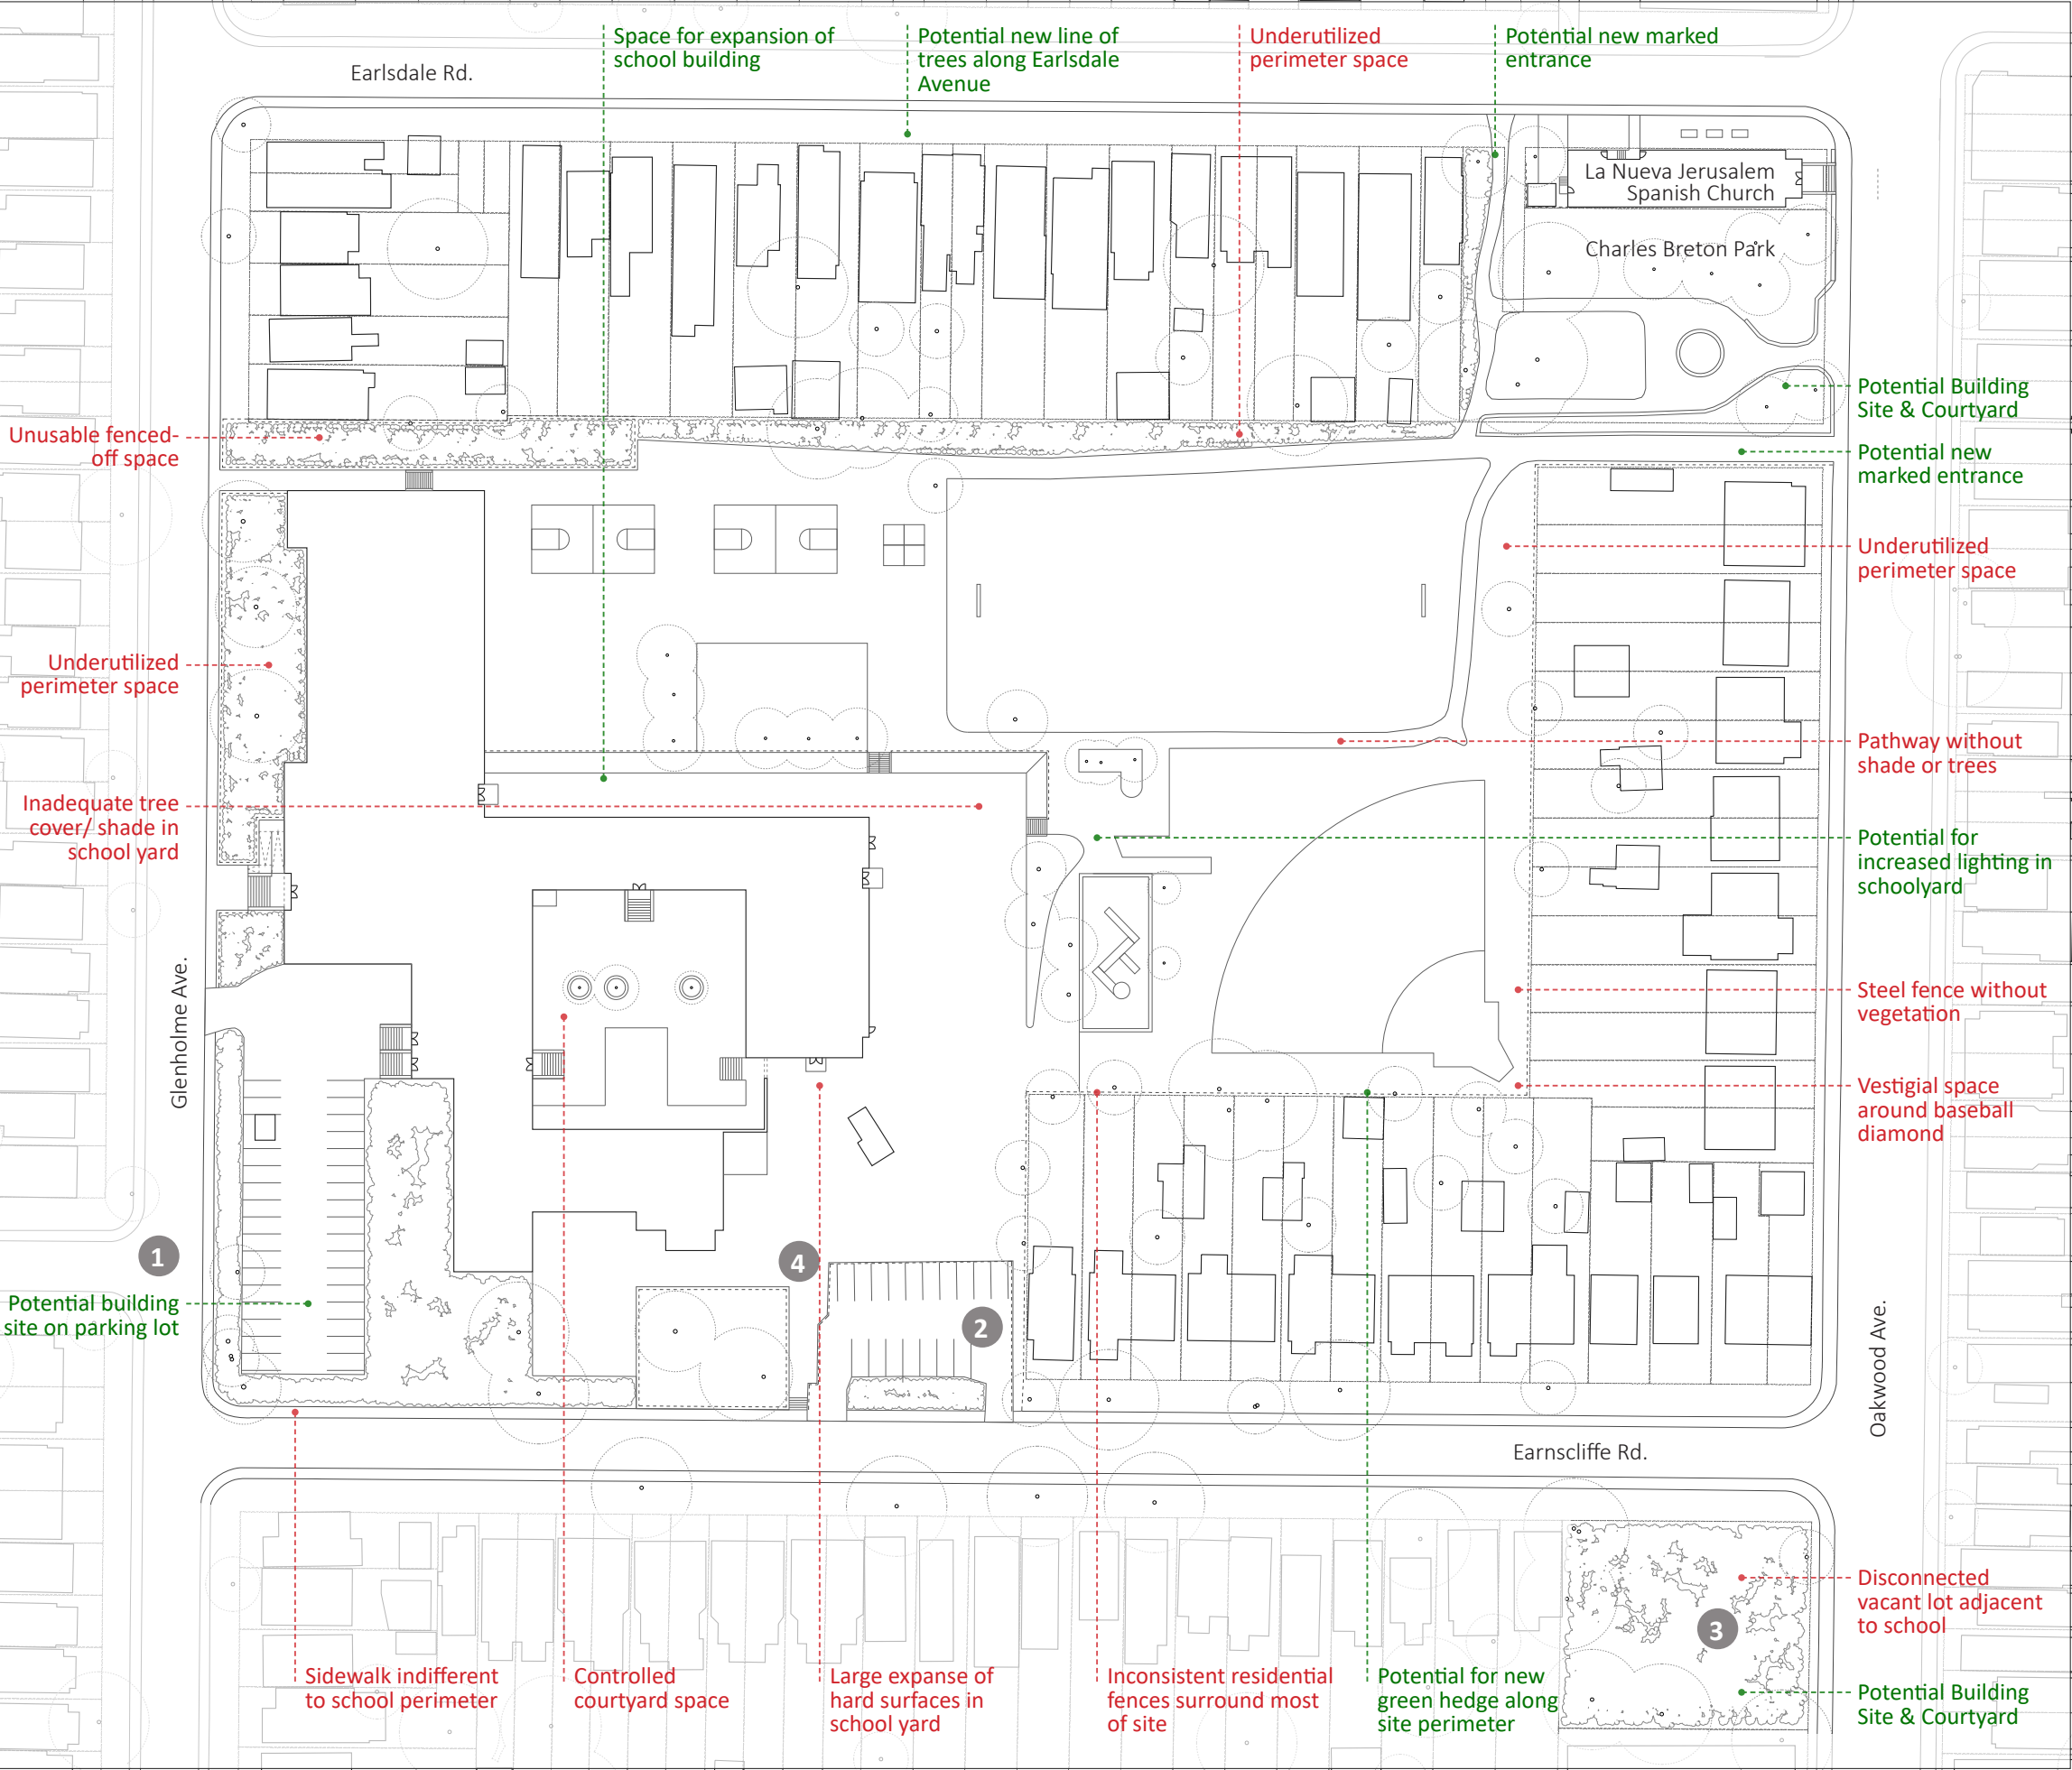 Space for expansion of
school building
Potential new line of
trees along Earlsdale
Avenue
Underutilized
perimeter space
Potential new marked
entrance
Earlsdale Rd.
La Nueva Jerusalem
Spanish Church
Charles Breton Park
Potential Building
Site & Courtyard
Unusable fenced-
off space
Potential new
marked entrance
Underutilized
perimeter space
Underutilized
perimeter space
Pathway without
shade or trees
Inadequate tree
cover/ shade in
school yard
Potential for
increased lighting in
schoolyard
Glenholme Ave.
Steel fence without
vegetation
Vestigial space
around baseball
diamond
1
4
Potential building
site on parking lot
2
Oakwood Ave.
Earnscliffe Rd.
Disconnected
vacant lot adjacent
to school
3
Sidewalk indifferent
to school perimeter
Controlled
courtyard space
Large expanse of
hard surfaces in
school yard
Inconsistent residential
fences surround most
of site
Potential for new
green hedge along
site perimeter
Potential Building
Site & Courtyard